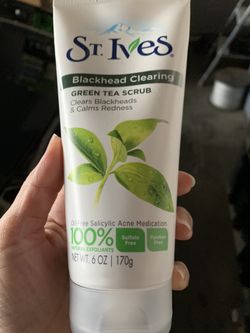 ST. IVES
Blackhead Clearing
GREEN TEA SCRUB
Clears Blackheads
& Calms Redness
Oil-Free Salicylic Acne Medication
100%
NATURAL EXFOLIANTS
Sulfate
Free
Paraben
Free
NET WT. 6 OZ | 170g